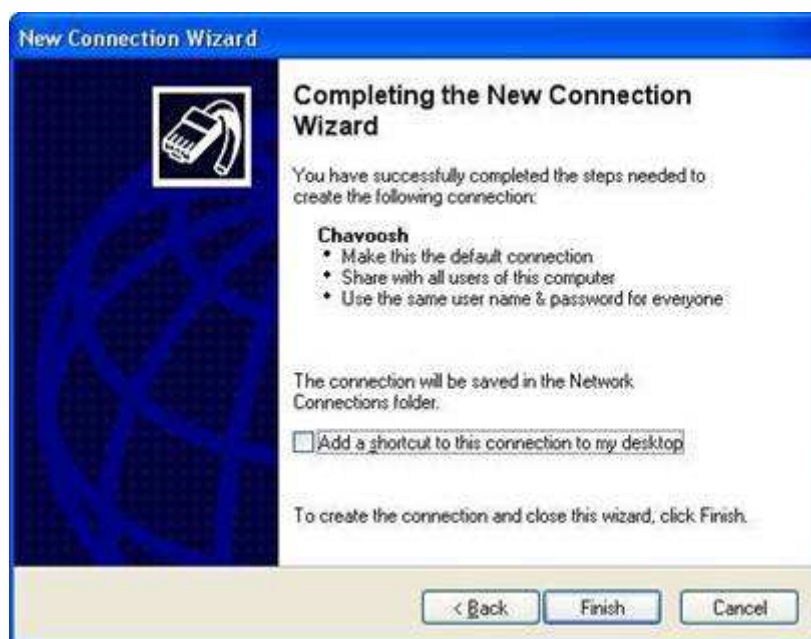 New Connection Wizard
Completing the New Connection
Wizard
You have successfully completed the steps needed to
create the following connection:
Chavoosh
• Make this the default connection
• Share with all users of this computer
• Use the same user name & password for everyone
The connection will be saved in the Network
Connections folder.
Add a shortcut to this connection to my desktop
To create the connection and close this wizard, click Finish.
< Back
Finish
Cancel